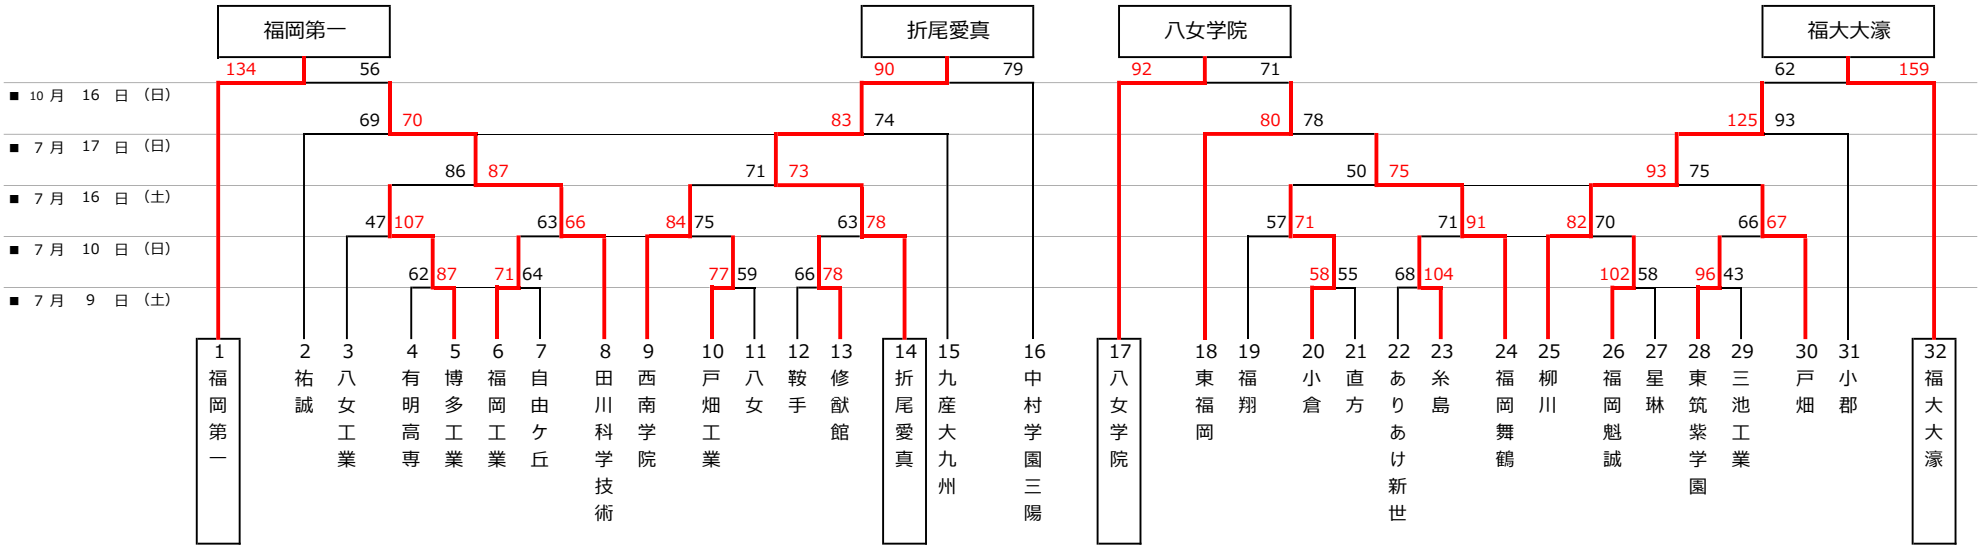 福岡第一 折尾愛真 八女学院 福大大濠
134 56 90 79 92 71 62 159
■ 10 月 16 日 (日)
69 70 83 74 80 78 125 93
■ 7 月 17 日 (日)
86 87 71 73 50 75 93 75
■ 7 月 16 日 (土)
47 107 63 66 84 75 63 78 57 71 71 91 82 70 66 67
■ 7 月 10 日 (日)
62 87 71 64 77 59 66 78 58 55 68 104 102 58 96 43
■ 7 月 9 日 (土)
1 福岡第一
2 祐誠
3 八女工業
4 有明高専
5 博多工業
6 福岡工業
7 自由ケ丘
8 田川科学技術
9 西南学院
10 戸畑工業
11 八女
12 鞍手
13 修猷館
14 折尾愛真
15 九産大九州
16 中村学園三陽
17 八女学院
18 東福岡
19 福翔
20 小倉
21 直方
22 ありあけ新世
23 糸島
24 福岡舞鶴
25 柳川
26 福岡魁誠
27 星琳
28 東筑紫学園
29 三池工業
30 戸畑
31 小郡
32 福大大濠